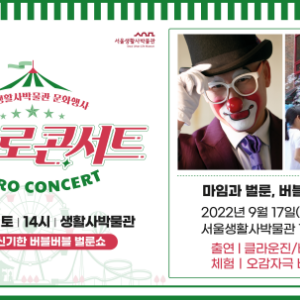 서울생활사박물관
생활사박물관 문화행사
로콘서트
RO CONCERT
토 | 14시 | 생활사박물관
신기한 버블버블 벌룬쇼
마임과 벌룬, 버블
2022년 9월 17일(
서울생활사박물관
출연 | 클라운진/
체험 | 오감자극